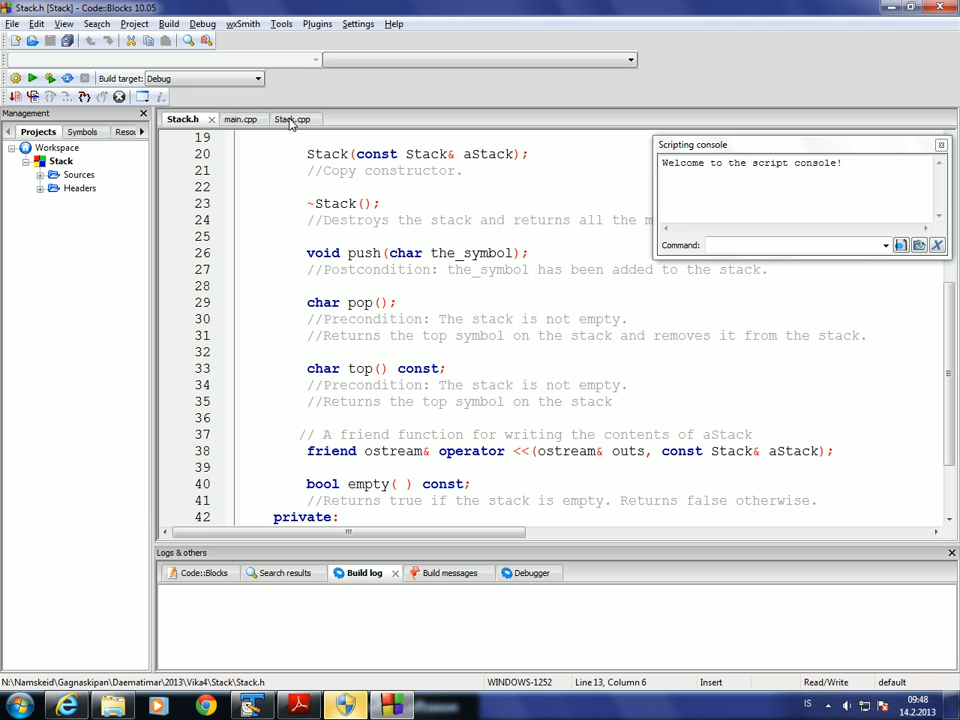 Stack.h [Stack] - Code::Blocks 10.05
File Edit View Search Project Build Debug wxSmith Tools Plugins Settings Help
Build target: Debug
Management
Projects Symbols Resou
Workspace
Stack
Sources
Headers
Stack.h main.cpp Stack.cpp
19
20 Stack(const Stack& aStack);
21 //Copy constructor.
22
23 ~Stack();
24 //Destroys the stack and returns all the m
25
26 void push(char the_symbol);
27 //Postcondition: the_symbol has been added to the stack.
28
29 char pop();
30 //Precondition: The stack is not empty.
31 //Returns the top symbol on the stack and removes it from the stack.
32
33 char top() const;
34 //Precondition: The stack is not empty.
35 //Returns the top symbol on the stack
36
37 // A friend function for writing the contents of aStack
38 friend ostream& operator <<(ostream& outs, const Stack& aStack);
39
40 bool empty( ) const;
41 //Returns true if the stack is empty. Returns false otherwise.
42 private:
Scripting console
Welcome to the script console!
Command:
Logs & others
Code::Blocks Search results Build log Build messages Debugger
N:\Namskeid\Gagnaskipan\Daematimar\2013\Vika4\Stack\Stack.h WINDOWS-1252 Line 13, Column 6 Insert Read/Write default
IS 09:48
14.2.2013